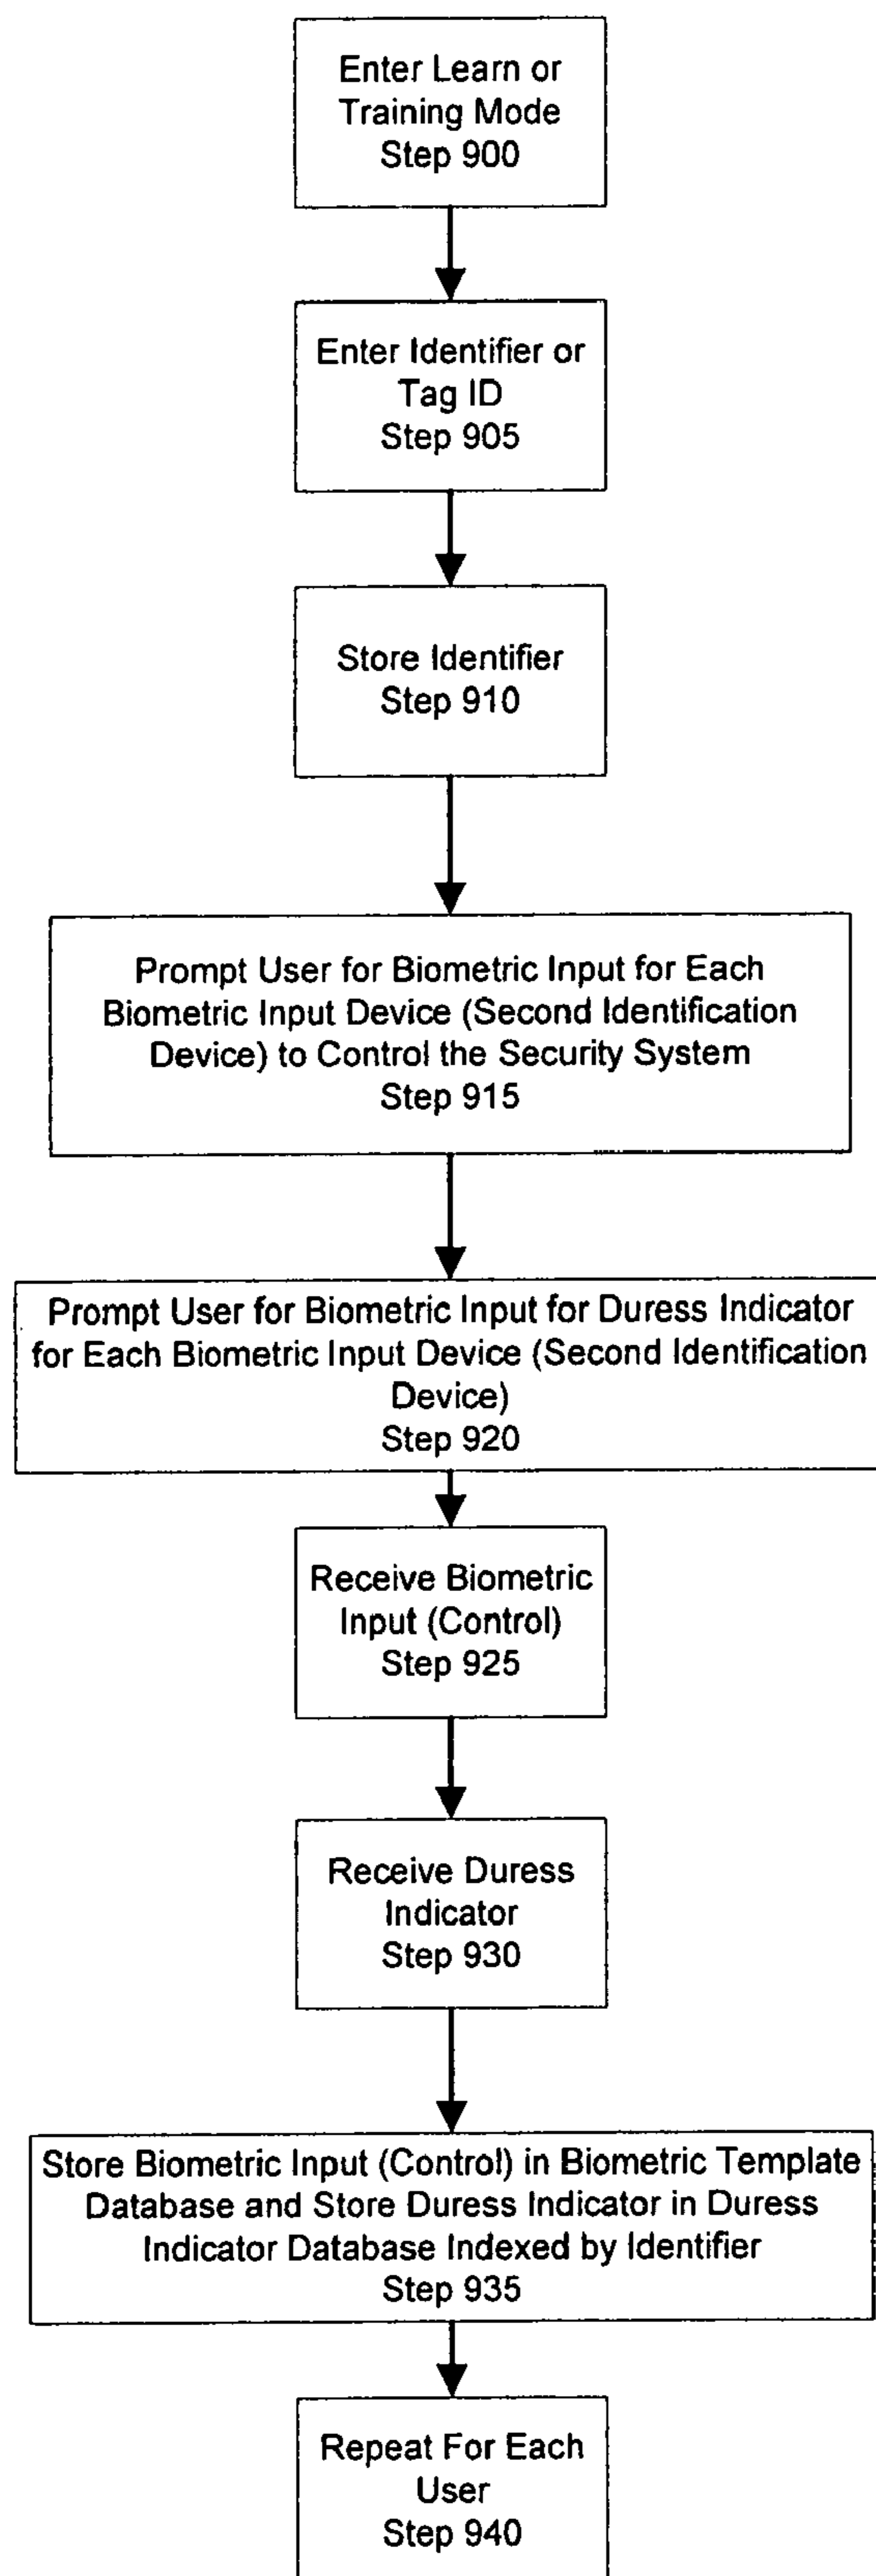 Enter Learn or
Training Mode
Step 900
Enter Identifier or
Tag ID
Step 905
Store Identifier
Step 910
Prompt User for Biometric Input for Each
Biometric Input Device (Second Identification
Device) to Control the Security System
Step 915
Prompt User for Biometric Input for Duress Indicator
for Each Biometric Input Device (Second Identification
Device)
Step 920
Receive Biometric
Input (Control)
Step 925
Receive Duress
Indicator
Step 930
Store Biometric Input (Control) in Biometric Template
Database and Store Duress Indicator in Duress
Indicator Database Indexed by Identifier
Step 935
Repeat For Each
User
Step 940